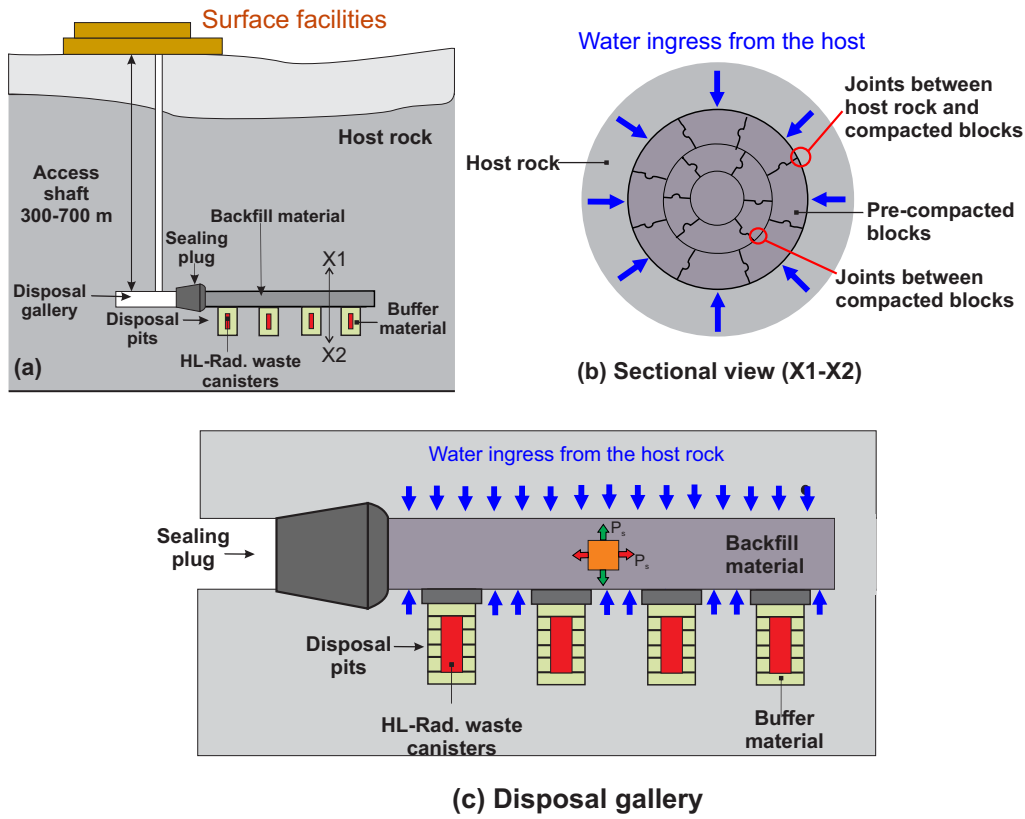 Surface facilities
Host rock
Access
shaft
300-700 m
Backfill material
Sealing
plug
X1
Disposal
gallery
Disposal
pits
Buffer
material
X2
HL-Rad. waste
canisters
(a)
Water ingress from the host
Joints between
host rock and
compacted blocks
Host rock
Pre-compacted
blocks
Joints between
compacted blocks
(b) Sectional view (X1-X2)
Water ingress from the host rock
Sealing
plug
Ps
Ps
Backfill
material
Disposal
pits
HL-Rad. waste
canisters
Buffer
material
(c) Disposal gallery